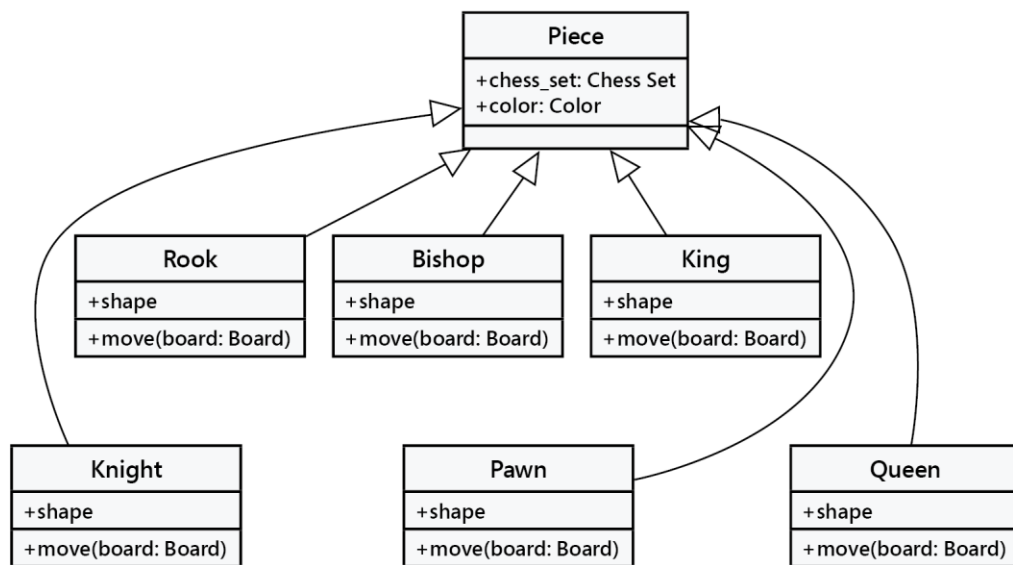 Piece
+chess_set: Chess Set
+color: Color
Rook
+shape
+move(board: Board)
Bishop
+shape
+move(board: Board)
King
+shape
+move(board: Board)
Knight
+shape
+move(board: Board)
Pawn
+shape
+move(board: Board)
Queen
+shape
+move(board: Board)